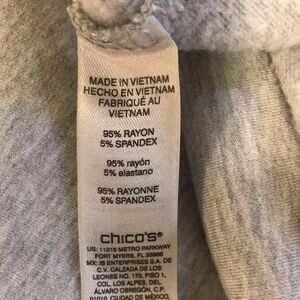 MADE IN VIETNAM
HECHO EN VIETNAM
FABRIQUÉ AU
VIETNAM
95% RAYON
5% SPANDEX
95% rayón
5% elastano
95% RAYONNE
5% SPANDEX
chico's®
US: 11215 METRO PARKWAY
FORT MYERS, FL 33966
MX: IB ENTERPRISES S.A. DE
C.V. CALZADA DE LOS
LEONES NO. 170, PISO 1,
COL. LOS ALPES, DEL.
ÁLVARO OBREGÓN, C.P.
01010, CIUDAD DE MÉXICO,